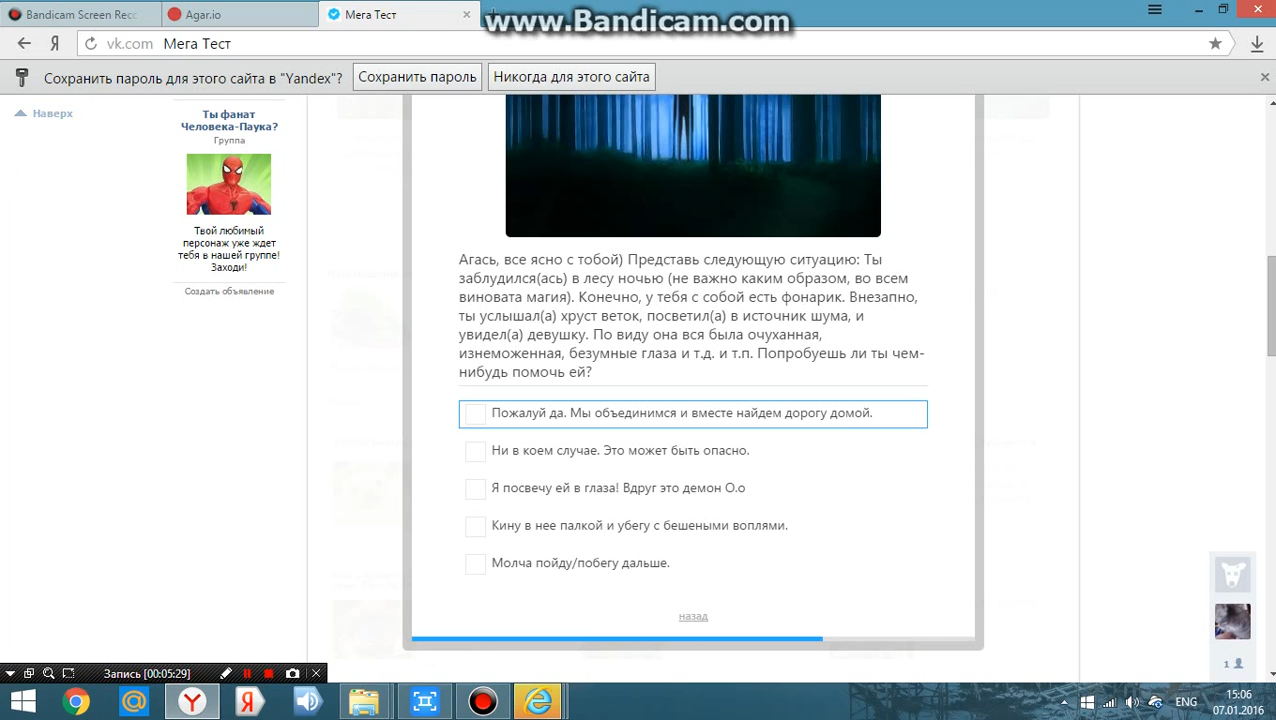 Bandicam Screen Rec
Agar.io
Мега Тест
www.Bandicam.com
vk.com Мега Тест
Сохранить пароль для этого сайта в "Yandex"?
Сохранить пароль
Никогда для этого сайта
Наверх
Ты фанат
Человека-Паука?
Группа
Твой любимый
персонаж уже ждет
тебя в нашей группе!
Заходи!
Создать объявление
Агась, все ясно с тобой) Представь следующую ситуацию: Ты
заблудился(ась) в лесу ночью (не важно каким образом, во всем
виновата магия). Конечно, у тебя с собой есть фонарик. Внезапно,
ты услышал(а) хруст веток, посветил(а) в источник шума, и
увидел(а) девушку. По виду она вся была очуханная,
изнеможенная, безумные глаза и т.д. и т.п. Попробуешь ли ты чем-
нибудь помочь ей?
Пожалуй да. Мы объединимся и вместе найдем дорогу домой.
Ни в коем случае. Это может быть опасно.
Я посвечу ей в глаза! Вдруг это демон О.о
Кину в нее палкой и убегу с бешеными воплями.
Молча пойду/побегу дальше.
назад
1
Запись [00:05:29]
ENG
15:06
07.01.2016